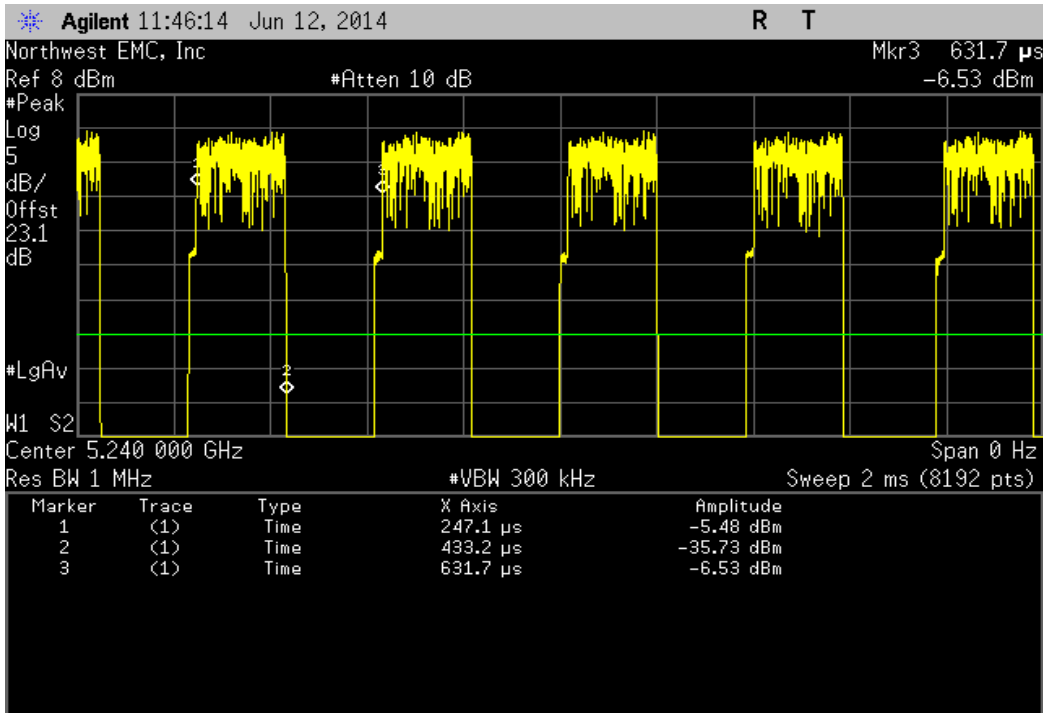 Agilent 11:46:14 Jun 12, 2014 R T
Northwest EMC, Inc Mkr3 631.7 µs
Ref 8 dBm #Atten 10 dB -6.53 dBm
#Peak
Log
5
dB/
Offst
23.1
dB
1
3
2
#LgAv
W1 S2
Center 5.240 000 GHz Span 0 Hz
Res BW 1 MHz #VBW 300 kHz Sweep 2 ms (8192 pts)
Marker Trace Type X Axis Amplitude
1 (1) Time 247.1 µs -5.48 dBm
2 (1) Time 433.2 µs -35.73 dBm
3 (1) Time 631.7 µs -6.53 dBm